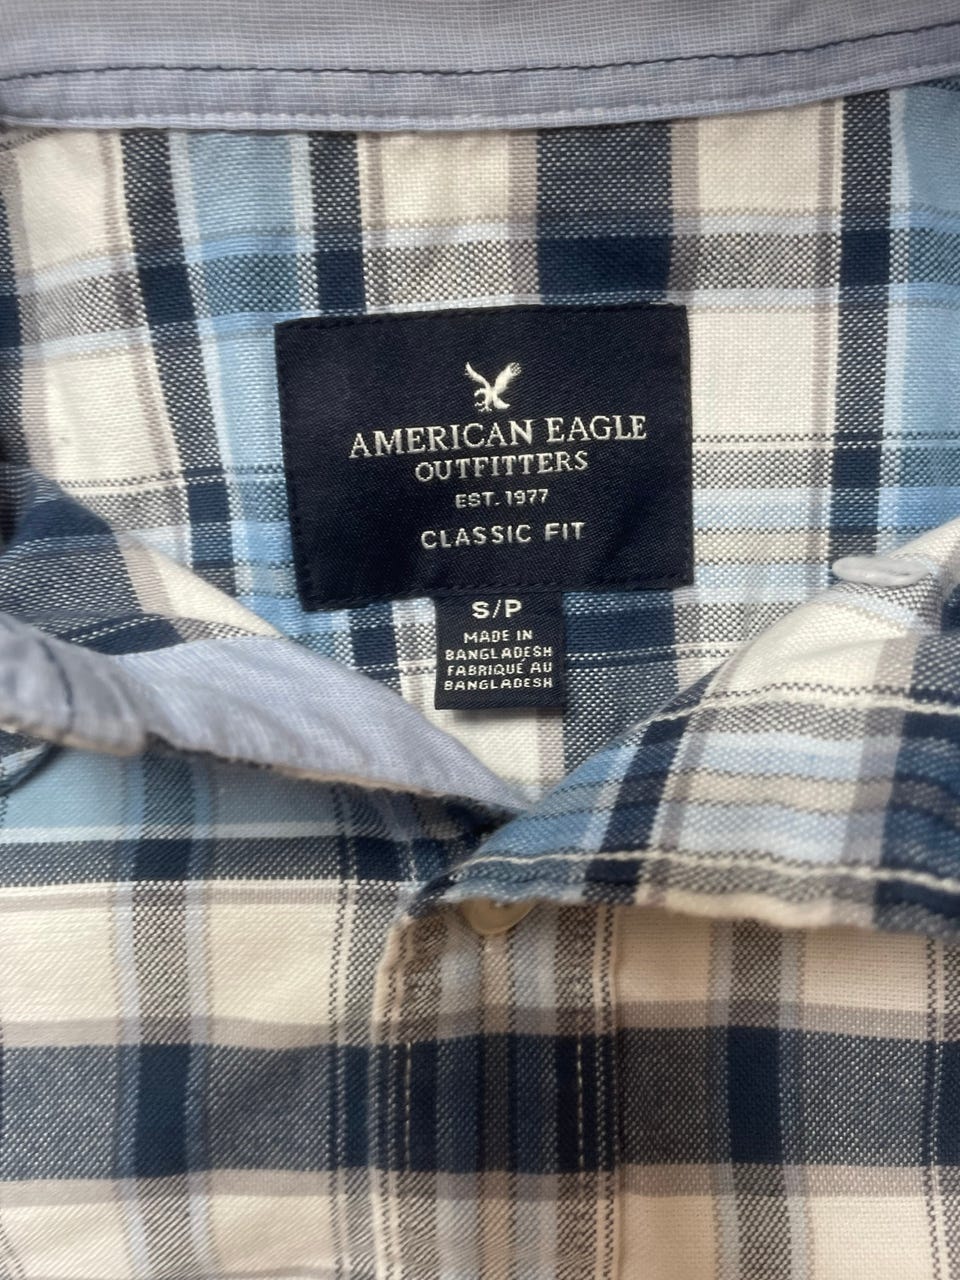 AMERICAN EAGLE
OUTFITTERS
EST. 1977
CLASSIC FIT
S/P
MADE IN
BANGLADESH
FABRIQUÉ AU
BANGLADESH